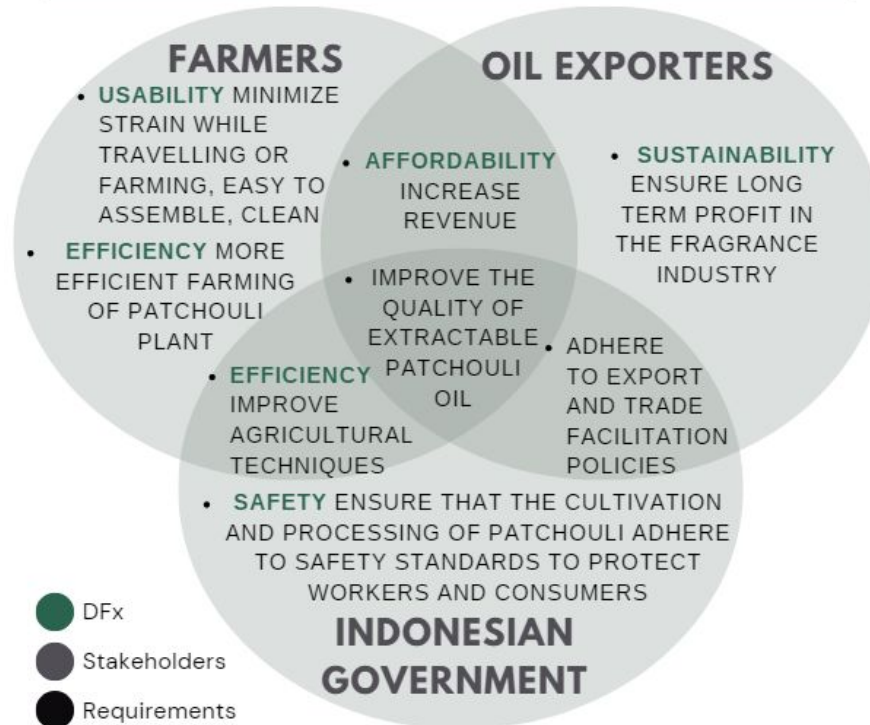 FARMERS
• USABILITY MINIMIZE
STRAIN WHILE
TRAVELLING OR
FARMING, EASY TO
ASSEMBLE, CLEAN
• EFFICIENCY MORE
EFFICIENT FARMING
OF PATCHOULI
PLANT
OIL EXPORTERS
• AFFORDABILITY
INCREASE
REVENUE
• SUSTAINABILITY
ENSURE LONG
TERM PROFIT IN
THE FRAGRANCE
INDUSTRY
• IMPROVE THE
QUALITY OF
EXTRACTABLE
PATCHOULI
OIL
• EFFICIENCY
IMPROVE
AGRICULTURAL
TECHNIQUES
• ADHERE
TO EXPORT
AND TRADE
FACILITATION
POLICIES
• SAFETY ENSURE THAT THE CULTIVATION
AND PROCESSING OF PATCHOULI ADHERE
TO SAFETY STANDARDS TO PROTECT
WORKERS AND CONSUMERS
INDONESIAN
GOVERNMENT
DFx
Stakeholders
Requirements